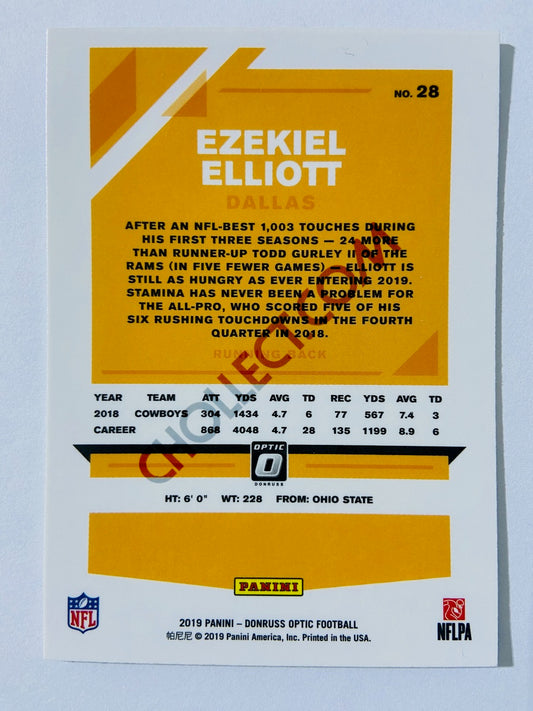 NO. 28
EZEKIEL
ELLIOTT
DALLAS
AFTER AN NFL-BEST 1,003 TOUCHES DURING
HIS FIRST THREE SEASONS — 24 MORE
THAN RUNNER-UP TODD GURLEY II OF THE
RAMS (IN FIVE FEWER GAMES) — ELLIOTT IS
STILL AS HUNGRY AS EVER ENTERING 2019.
STAMINA HAS NEVER BEEN A PROBLEM FOR
THE ALL-PRO, WHO SCORED FIVE OF HIS
SIX RUSHING TOUCHDOWNS IN THE FOURTH
QUARTER IN 2018.
RUNNING BACK
CHOLLECT.COM
YEAR TEAM ATT YDS AVG TD REC YDS AVG TD
2018 COWBOYS 304 1434 4.7 6 77 567 7.4 3
CAREER 868 4048 4.7 28 135 1199 8.9 6
OPTIC
DONRUSS
HT: 6' 0" WT: 228 FROM: OHIO STATE
PANINI
NFL
NFLPA
2019 PANINI – DONRUSS OPTIC FOOTBALL
帕尼尼 © 2019 Panini America, Inc. Printed in the USA.